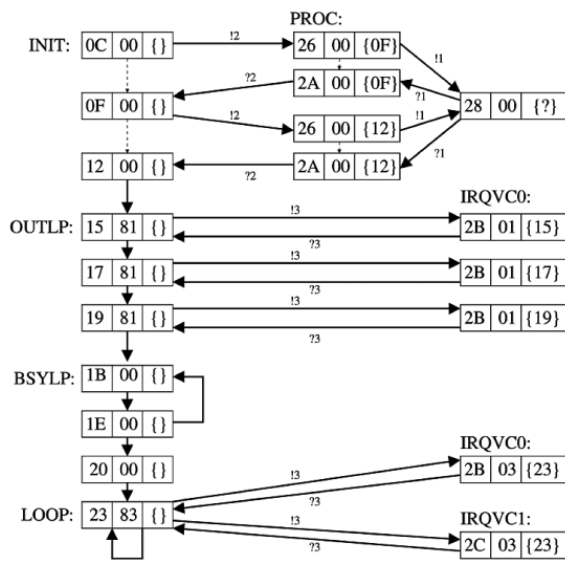 PROC:
INIT: 0C 00 {} !2 26 00 {0F} !1
?2 2A 00 {0F} ?1
0F 00 {} !2 !1 28 00 {?}
26 00 {12} ?1
12 00 {} ?2 2A 00 {12}
IRQVC0:
OUTLP: 15 81 {} !3 ?3 2B 01 {15}
17 81 {} !3 ?3 2B 01 {17}
19 81 {} !3 ?3 2B 01 {19}
BSYLP: 1B 00 {}
1E 00 {}
IRQVC0:
20 00 {} !3 ?3 2B 03 {23}
LOOP: 23 83 {} !3 IRQVC1:
?3 2C 03 {23}